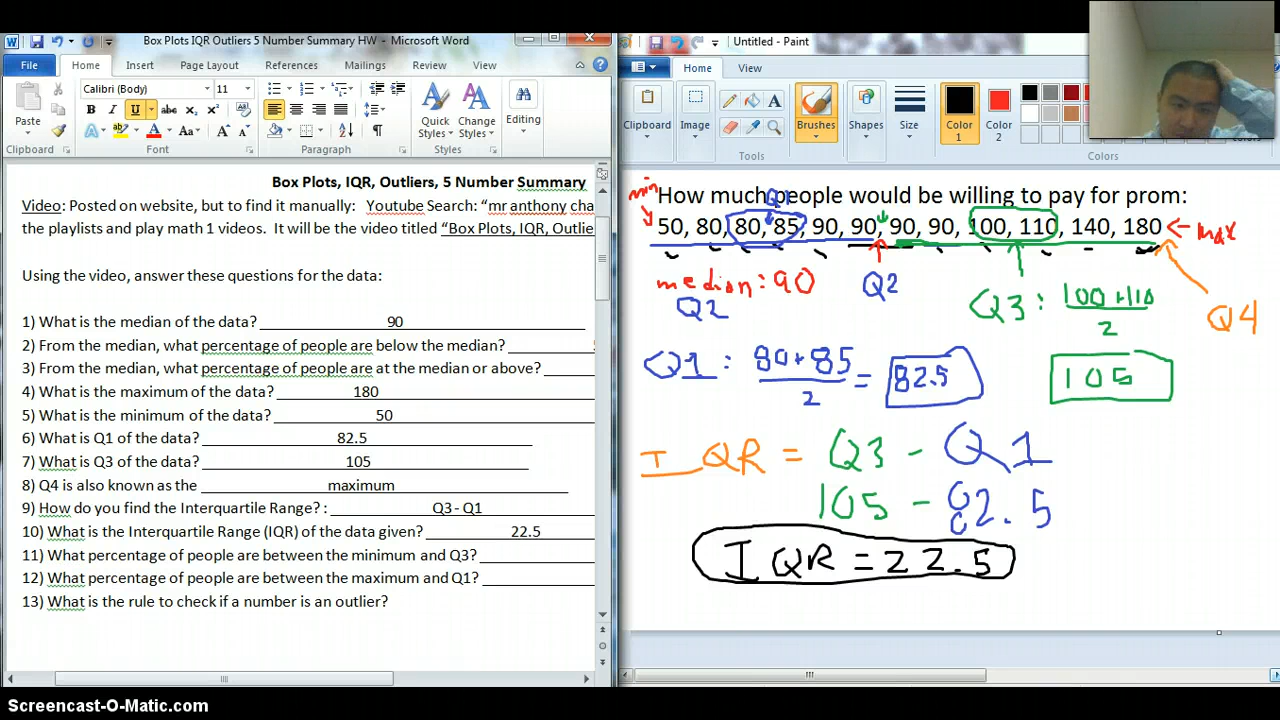 Box Plots IQR Outliers 5 Number Summary HW - Microsoft Word
File Home Insert Page Layout References Mailings
Calibri (Body) 11
Paste
B I U abc x₂ x²
Aa A A
Quick Styles
Change Styles
Editing
Clipboard Font Paragraph Styles
Box Plots, IQR, Outliers, 5 Number Summary
Video: Posted on website, but to find it manually: Youtube Search: "mr anthony cha
the playlists and play math 1 videos. It will be the video titled "Box Plots, IQR, Outlie
Using the video, answer these questions for the data:
1) What is the median of the data? 90
2) From the median, what percentage of people are below the median?
3) From the median, what percentage of people are at the median or above?
4) What is the maximum of the data? 180
5) What is the minimum of the data? 50
6) What is Q1 of the data? 82.5
7) What is Q3 of the data? 105
8) Q4 is also known as the maximum
9) How do you find the Interquartile Range? : Q3 - Q1
10) What is the Interquartile Range (IQR) of the data given? 22.5
11) What percentage of people are between the minimum and Q3?
12) What percentage of people are between the maximum and Q1?
13) What is the rule to check if a number is an outlier?
Untitled - Paint
Home View
Clipboard
Image
Tools
Brushes
Shapes
Size
Color 1
Color 2
Colors
min
How much people would be willing to pay for prom:
Q1
50, 80, 80, 85, 90, 90, 90, 90, 100, 110, 140, 180
max
median: 90
Q2
Q2
Q3 : 100+110
2
Q4
Q1 : 80+85
2
= 82.5
105
IQR = Q3 - Q1
105 - 82.5
IQR = 22.5
Screencast-O-Matic.com